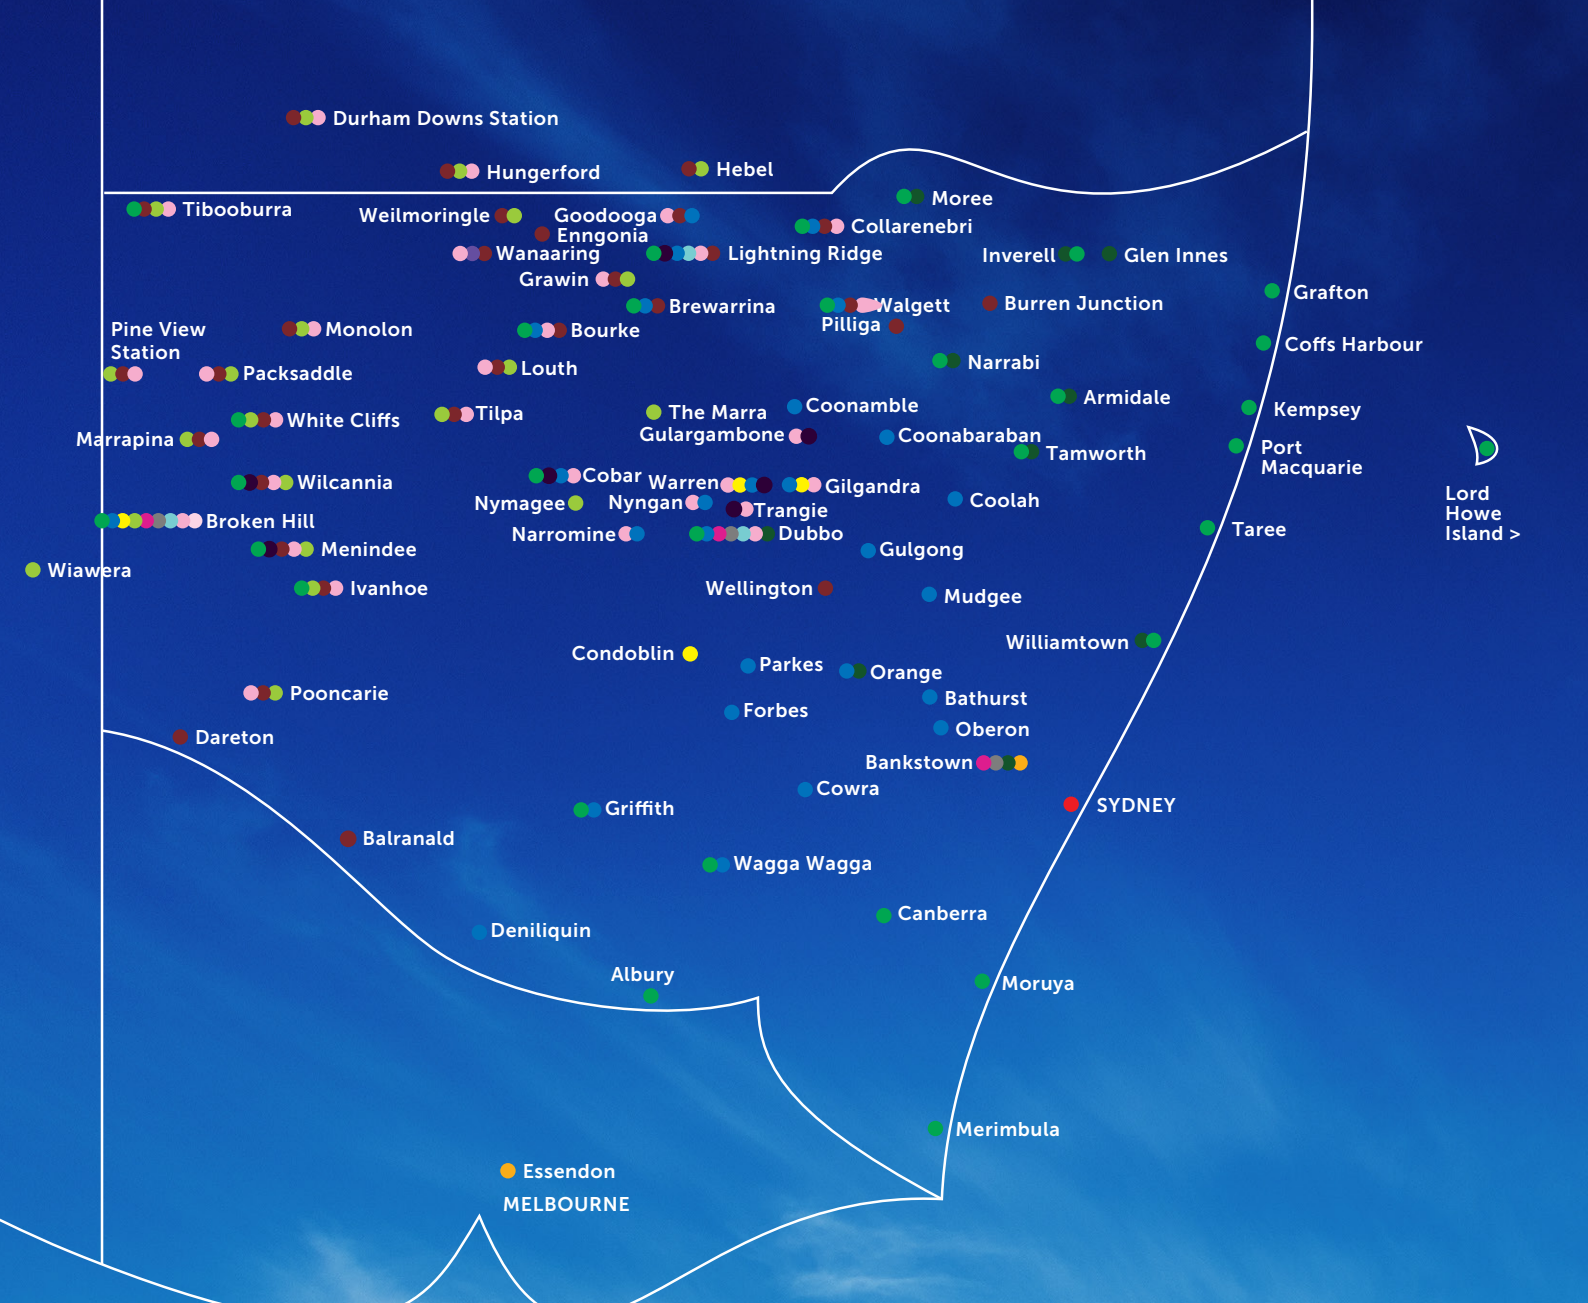 Durham Downs Station
Hungerford
Hebel
Tibooburra
Weilmoringle
Goodooga
Moree
Enngonia
Collarenebri
Wanaaring
Lightning Ridge
Inverell
Glen Innes
Grawin
Grafton
Brewarrina
Walgett
Burren Junction
Pilliga
Pine View
Station
Monolon
Bourke
Coffs Harbour
Narrabi
Packsaddle
Louth
Armidale
Kempsey
White Cliffs
Tilpa
The Marra
Coonamble
Marrapina
Gulargambone
Coonabaraban
Tamworth
Port
Macquarie
Wilcannia
Cobar
Warren
Gilgandra
Nymagee
Nyngan
Trangie
Coolah
Lord
Howe
Island >
Broken Hill
Narromine
Dubbo
Taree
Menindee
Gulgong
Wiawera
Ivanhoe
Wellington
Mudgee
Williamtown
Condoblin
Parkes
Orange
Pooncarie
Bathurst
Forbes
Oberon
Dareton
Bankstown
Cowra
SYDNEY
Griffith
Balranald
Wagga Wagga
Canberra
Deniliquin
Albury
Moruya
Merimbula
Essendon
MELBOURNE